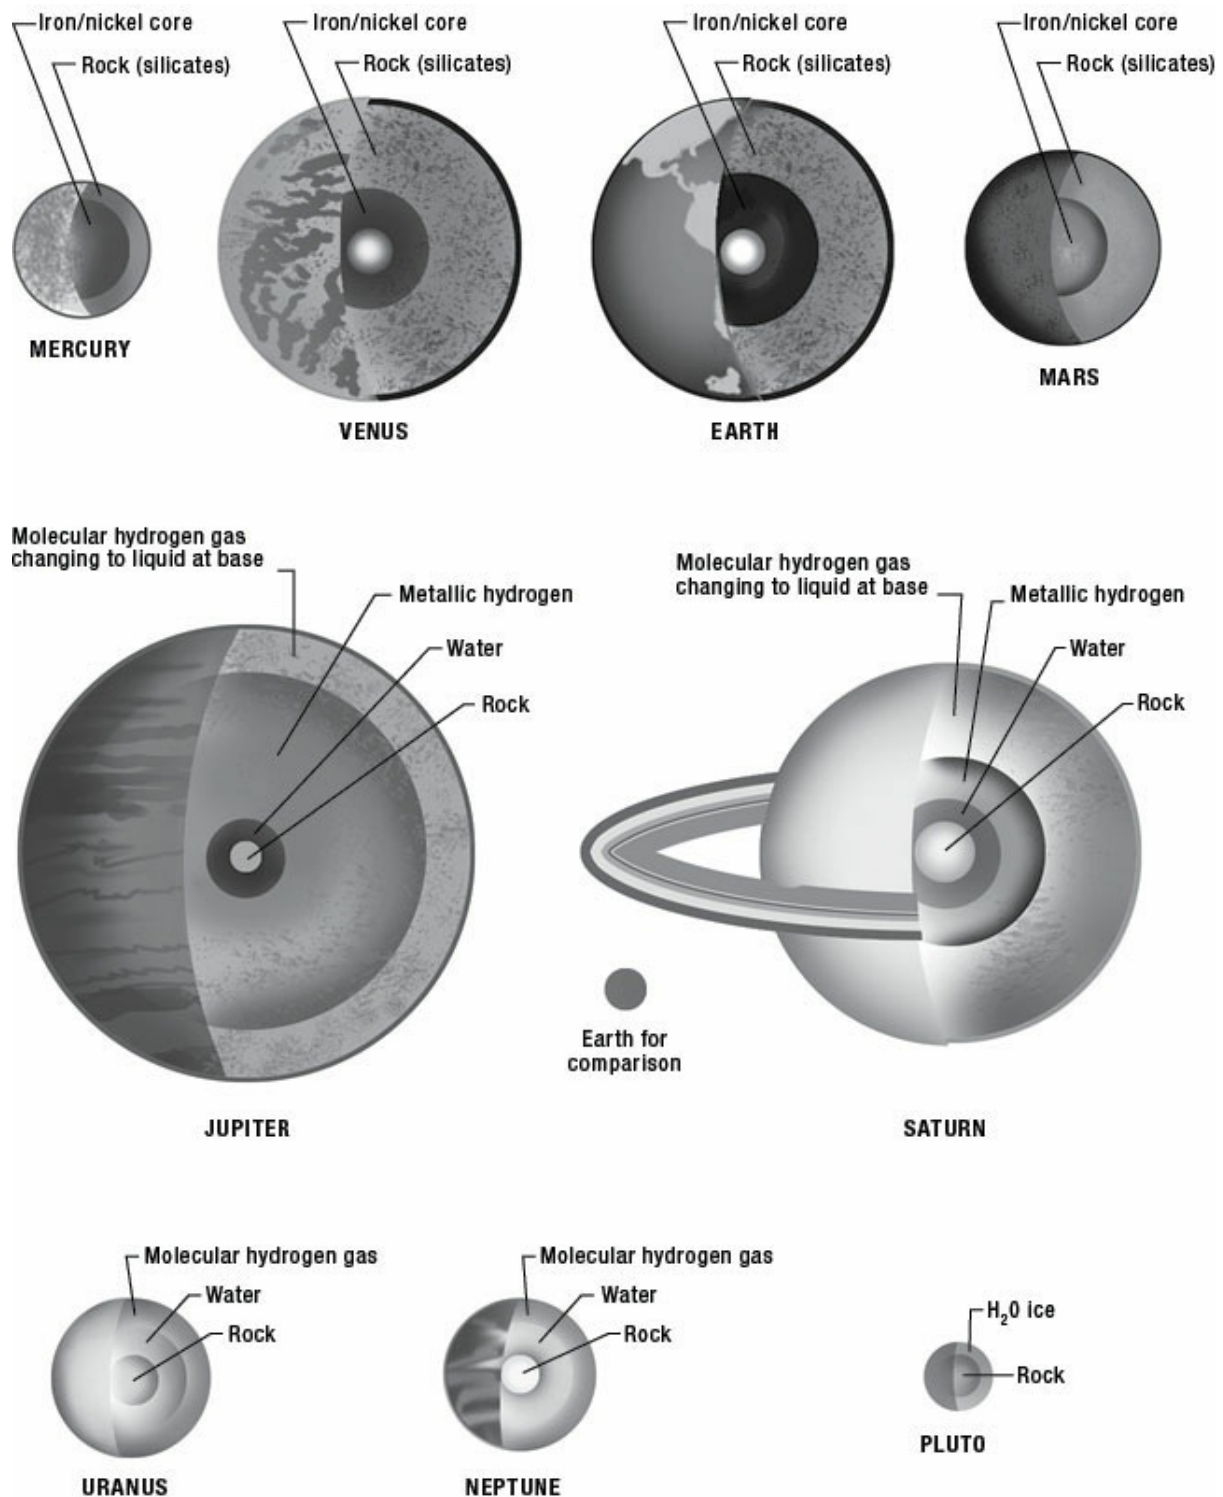 Iron/nickel core
Rock (silicates)
MERCURY
Iron/nickel core
Rock (silicates)
VENUS
Iron/nickel core
Rock (silicates)
EARTH
Iron/nickel core
Rock (silicates)
MARS
Molecular hydrogen gas
changing to liquid at base
Metallic hydrogen
Water
Rock
JUPITER
Molecular hydrogen gas
changing to liquid at base
Metallic hydrogen
Water
Rock
Earth for
comparison
SATURN
Molecular hydrogen gas
Water
Rock
URANUS
Molecular hydrogen gas
Water
Rock
NEPTUNE
H₂O ice
Rock
PLUTO